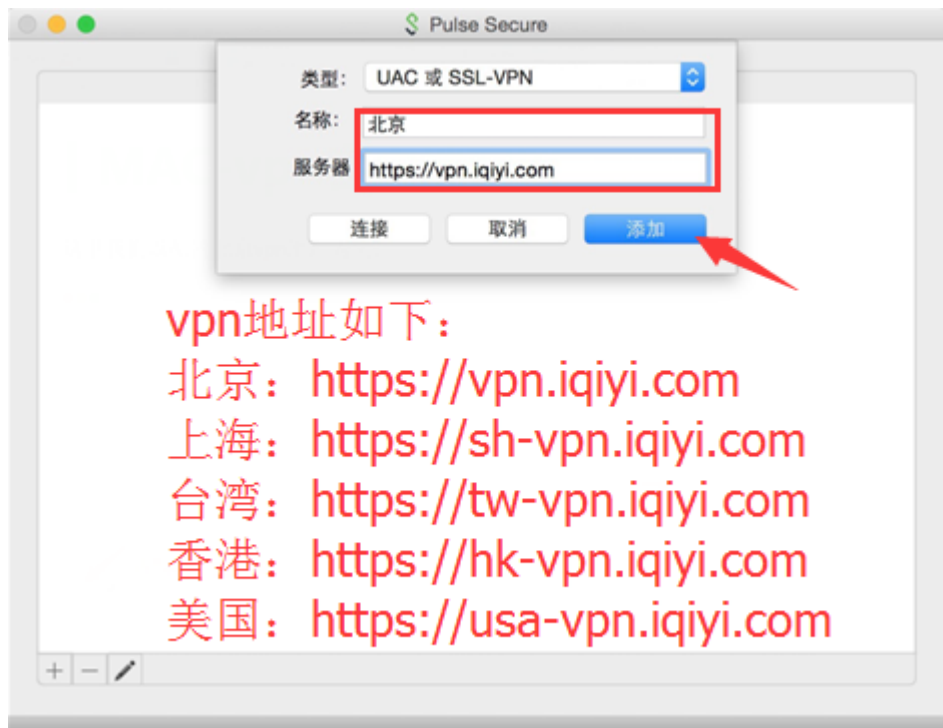 Pulse Secure
类型： UAC 或 SSL-VPN
名称： 北京
服务器 https://vpn.iqiyi.com
连接 取消 添加
vpn地址如下：
北京：https://vpn.iqiyi.com
上海：https://sh-vpn.iqiyi.com
台湾：https://tw-vpn.iqiyi.com
香港：https://hk-vpn.iqiyi.com
美国：https://usa-vpn.iqiyi.com